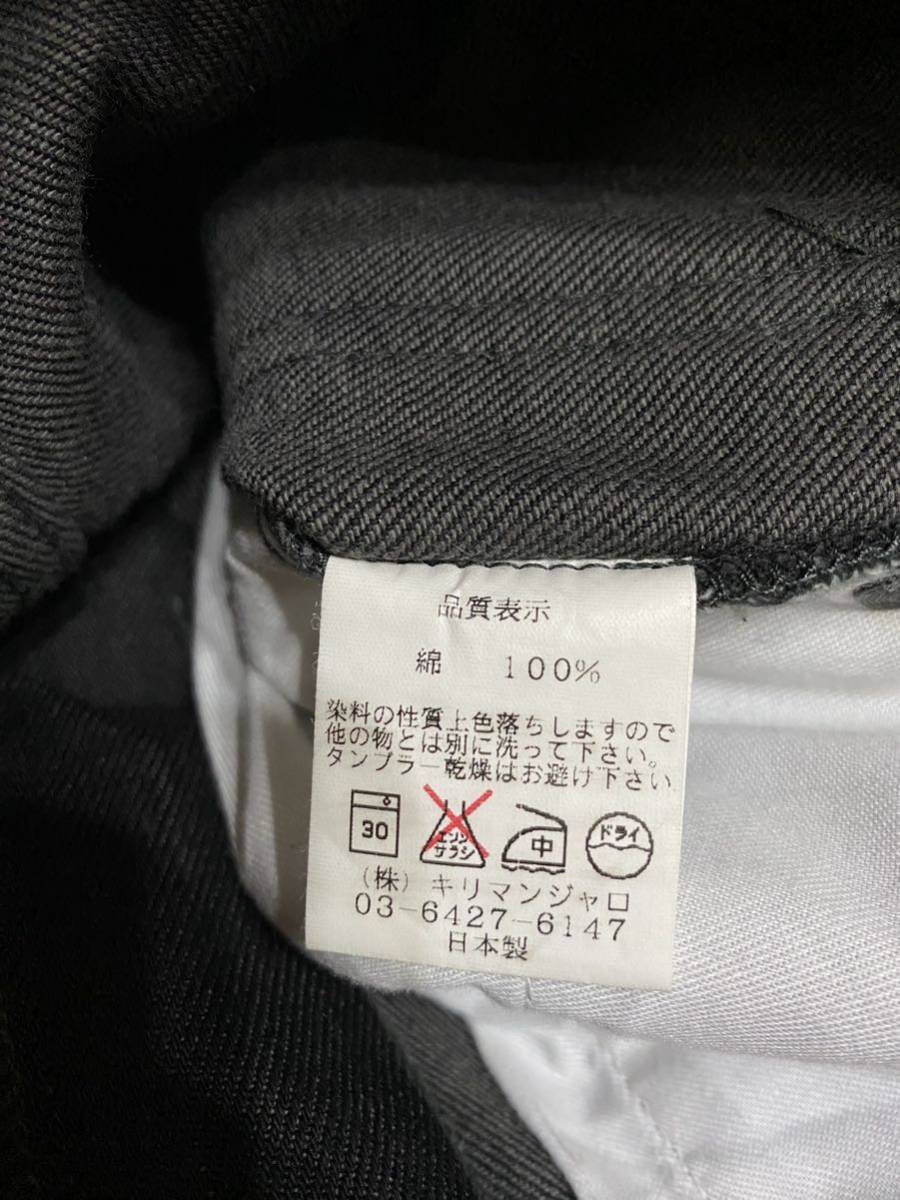 品質表示
綿 100%
染料の性質上色落ちしますので
他の物とは別に洗って下さい。
タンブラー乾燥はお避け下さい
30 エンソサラシ 中 ドライ
(株) キリマンジャロ
03-6427-6147
日本製